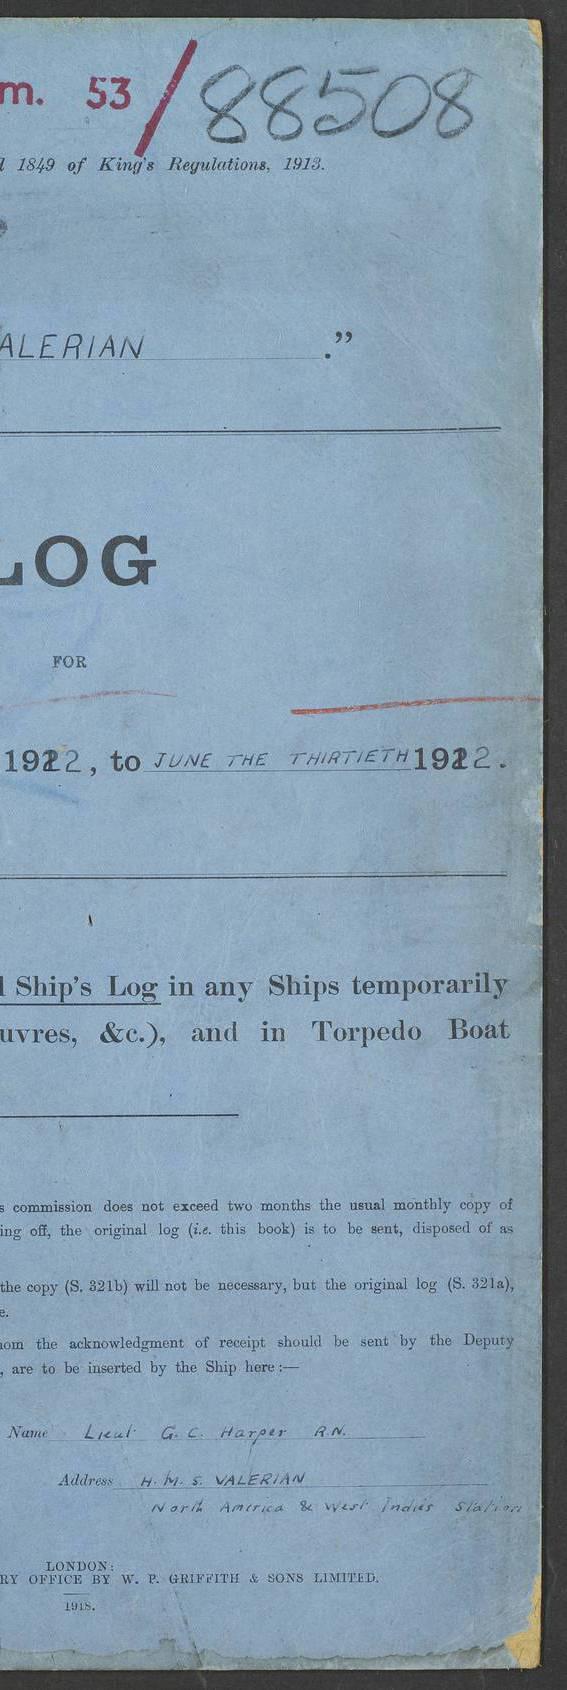 m. 53/88508
1849 of King's Regulations, 1913.
ALERIAN ."
LOG
FOR
1922, to JUNE THE THIRTIETH 1922.
Ship's Log in any Ships temporarily
uvres, &c.), and in Torpedo Boat
s commission does not exceed two months the usual monthly copy of
ing off, the original log (i.e. this book) is to be sent, disposed of as
the copy (S. 321b) will not be necessary, but the original log (S. 321a),
e.
hom the acknowledgment of receipt should be sent by the Deputy
, are to be inserted by the Ship here:—
Name Lieut G. C. Harper R.N.
Address H.M.S. VALERIAN
North America & West Indies Station
LONDON:
RY OFFICE BY W. P. GRIFFITH & SONS LIMITED.
1918.